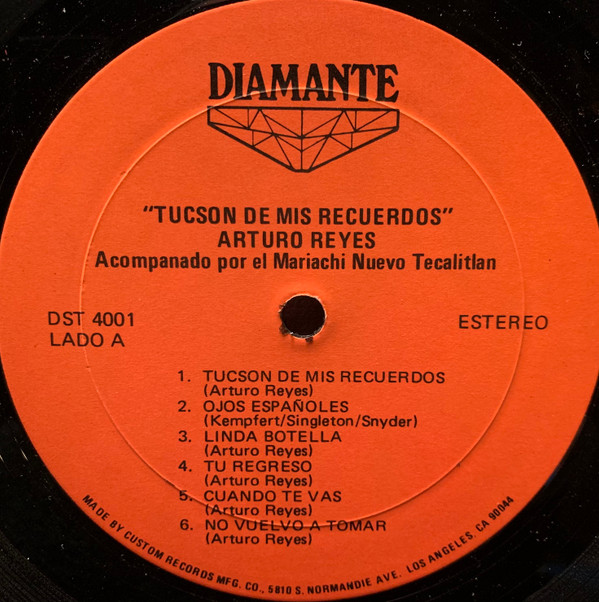 DIAMANTE
"TUCSON DE MIS RECUERDOS"
ARTURO REYES
Acompanado por el Mariachi Nuevo Tecalitlan
DST 4001
LADO A
ESTEREO
1. TUCSON DE MIS RECUERDOS
(Arturo Reyes)
2. OJOS ESPAÑOLES
(Kempfert/Singleton/Snyder)
3. LINDA BOTELLA
(Arturo Reyes)
4. TU REGRESO
(Arturo Reyes)
5. CUANDO TE VAS
(Arturo Reyes)
6. NO VUELVO A TOMAR
(Arturo Reyes)
MADE BY CUSTOM RECORDS MFG. CO., 5810 S. NORMANDIE AVE. LOS ANGELES, CA 90044